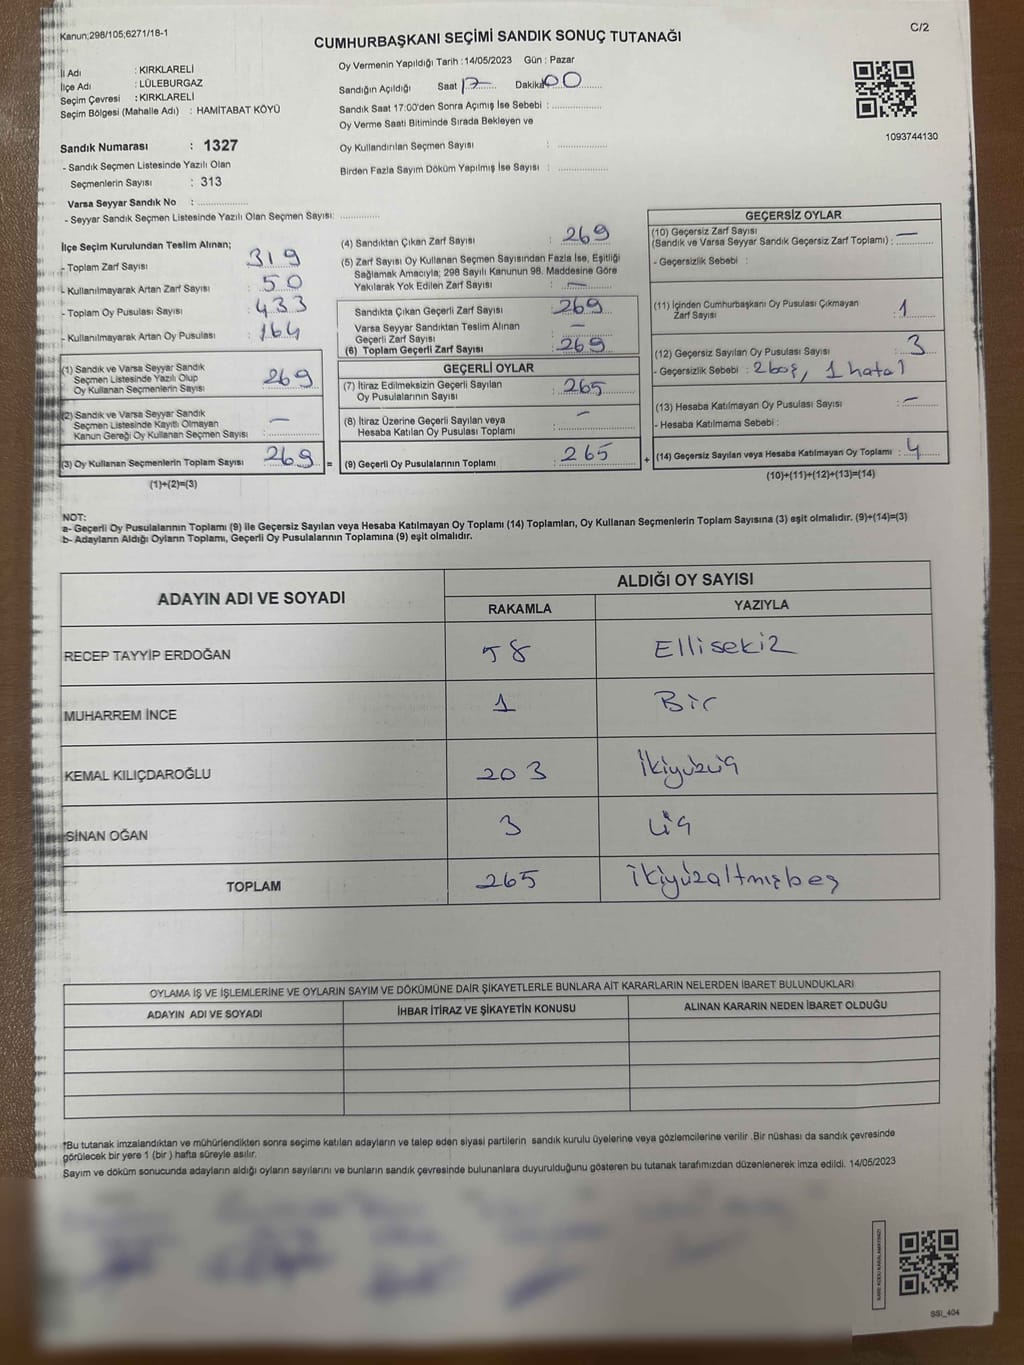 Kanun;298/105;6271/18-1
C/2
CUMHURBAŞKANI SEÇİMİ SANDIK SONUÇ TUTANAĞI
İl Adı : KIRKLARELİ
İlçe Adı : LÜLEBURGAZ
Seçim Çevresi : KIRKLARELİ
Seçim Bölgesi (Mahalle Adı) : HAMİTABAT KÖYÜ
Oy Vermenin Yapıldığı Tarih : 14/05/2023 Gün : Pazar
Sandığın Açıldığı Saat 17 Dakika 00
Sandık Saat 17:00'den Sonra Açımış İse Sebebi :
Oy Verme Saati Bitiminde Sırada Bekleyen ve
Oy Kullandırılan Seçmen Sayısı :
Birden Fazla Sayım Döküm Yapılmış İse Sayısı :
1093744130
Sandık Numarası : 1327
- Sandık Seçmen Listesinde Yazılı Olan
Seçmenlerin Sayısı : 313
Varsa Seyyar Sandık No :
- Seyyar Sandık Seçmen Listesinde Yazılı Olan Seçmen Sayısı:
İlçe Seçim Kurulundan Teslim Alınan;
- Toplam Zarf Sayısı : 319
- Kullanılmayarak Artan Zarf Sayısı : 50
- Toplam Oy Pusulası Sayısı : 433
- Kullanılmayarak Artan Oy Pusulası : 164
(1) Sandık ve Varsa Seyyar Sandık
Seçmen Listesinde Yazılı Olup
Oy Kullanan Seçmenlerin Sayısı : 269
(2) Sandık ve Varsa Seyyar Sandık
Seçmen Listesinde Kayıtlı Olmayan
Kanun Gereği Oy Kullanan Seçmen Sayısı : —
(3) Oy Kullanan Seçmenlerin Toplam Sayısı : 269 =
(1)+(2)=(3)
(4) Sandıktan Çıkan Zarf Sayısı : 269
(5) Zarf Sayısı Oy Kullanan Seçmen Sayısından Fazla İse, Eşitliği
Sağlamak Amacıyla; 298 Sayılı Kanunun 98. Maddesine Göre
Yakılarak Yok Edilen Zarf Sayısı : —
Sandıkta Çıkan Geçerli Zarf Sayısı : 269
Varsa Seyyar Sandıktan Teslim Alınan
Geçerli Zarf Sayısı : —
(6) Toplam Geçerli Zarf Sayısı : 269
GEÇERLİ OYLAR
(7) İtiraz Edilmeksizin Geçerli Sayılan
Oy Pusulalarının Sayısı : 265
(8) İtiraz Üzerine Geçerli Sayılan veya
Hesaba Katılan Oy Pusulası Toplamı : —
(9) Geçerli Oy Pusulalarının Toplamı : 265 +
GEÇERSİZ OYLAR
(10) Geçersiz Zarf Sayısı
(Sandık ve Varsa Seyyar Sandık Geçersiz Zarf Toplamı) : —
- Geçersizlik Sebebi :
(11) İçinden Cumhurbaşkanı Oy Pusulası Çıkmayan
Zarf Sayısı : 1
(12) Geçersiz Sayılan Oy Pusulası Sayısı : 3
- Geçersizlik Sebebi : 2 boş, 1 hatal
(13) Hesaba Katılmayan Oy Pusulası Sayısı : —
- Hesaba Katılmama Sebebi :
(14) Geçersiz Sayılan veya Hesaba Katılmayan Oy Toplamı : 4
(10)+(11)+(12)+(13)=(14)
NOT:
a- Geçerli Oy Pusulalarının Toplamı (9) ile Geçersiz Sayılan veya Hesaba Katılmayan Oy Toplamı (14) Toplamları, Oy Kullanan Seçmenlerin Toplam Sayısına (3) eşit olmalıdır. (9)+(14)=(3)
b- Adayların Aldığı Oyların Toplamı, Geçerli Oy Pusulalarının Toplamına (9) eşit olmalıdır.
ADAYIN ADI VE SOYADI
ALDIĞI OY SAYISI
RAKAMLA YAZIYLA
RECEP TAYYİP ERDOĞAN 58 Ellisekiz
MUHARREM İNCE 1 Bir
KEMAL KILIÇDAROĞLU 203 İkiyüzüç
SİNAN OĞAN 3 üç
TOPLAM 265 İkiyüzaltmışbeş
OYLAMA İŞ VE İŞLEMLERİNE VE OYLARIN SAYIM VE DÖKÜMÜNE DAİR ŞİKAYETLERLE BUNLARA AİT KARARLARIN NELERDEN İBARET BULUNDUKLARI
ADAYIN ADI VE SOYADI İHBAR İTİRAZ VE ŞİKAYETİN KONUSU ALINAN KARARIN NEDEN İBARET OLDUĞU
*Bu tutanak imzalandıktan ve mühürlendikten sonra seçime katılan adayların ve talep eden siyasi partilerin sandık kurulu üyelerine veya gözlemcilerine verilir .Bir nüshası da sandık çevresinde
görülecek bir yere 1 (bir ) hafta süreyle asılır.
Sayım ve döküm sonucunda adayların aldığı oyların sayılarını ve bunların sandık çevresinde bulunanlara duyurulduğunu gösteren bu tutanak tarafımızdan düzenlenerek imza edildi. 14/05/2023
KARE KODU KARALAMAYINIZ!
SSI_404